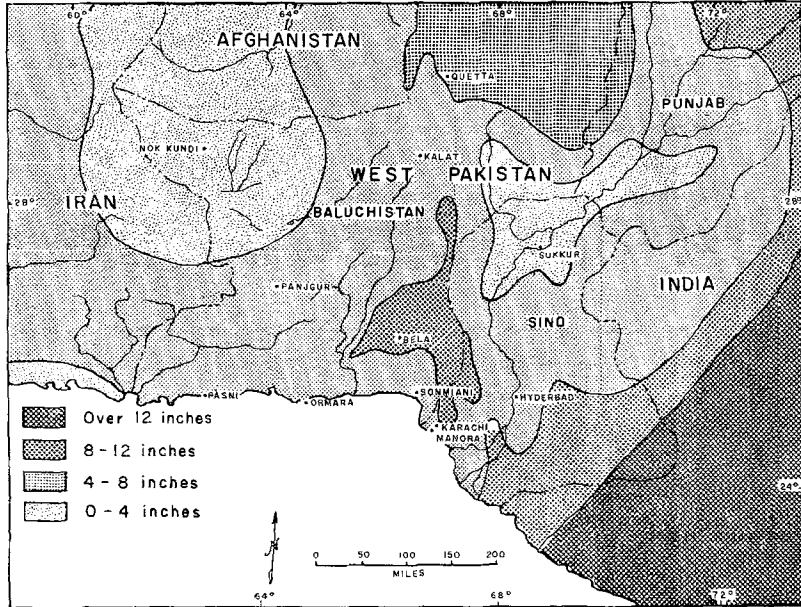 60°
64°
68°
72°
AFGHANISTAN
QUETTA
PUNJAB
NOK KUNDI
KALAT
WEST PAKISTAN
28°
IRAN
BALUCHISTAN
28°
SUKKUR
PANJGUR
INDIA
SIND
BELA
PASNI
ORMARA
SONMIANI
HYDERBAD
KARACHI
MANORA
Over 12 inches
8 - 12 inches
4 - 8 inches
0 - 4 inches
24°
0 50 100 150 200
MILES
64°
68°
72°